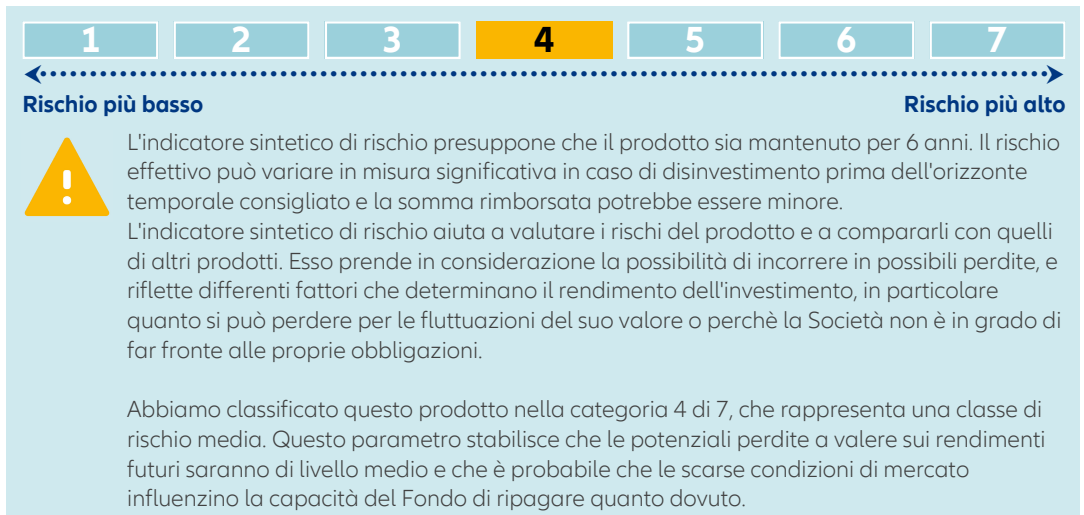 1 2 3 4 5 6 7
Rischio più basso Rischio più alto
L'indicatore sintetico di rischio presuppone che il prodotto sia mantenuto per 6 anni. Il rischio
effettivo può variare in misura significativa in caso di disinvestimento prima dell'orizzonte
temporale consigliato e la somma rimborsata potrebbe essere minore.
L'indicatore sintetico di rischio aiuta a valutare i rischi del prodotto e a compararli con quelli
di altri prodotti. Esso prende in considerazione la possibilità di incorrere in possibili perdite, e
riflette differenti fattori che determinano il rendimento dell'investimento, in particolare
quanto si può perdere per le fluttuazioni del suo valore o perchè la Società non è in grado di
far fronte alle proprie obbligazioni.
Abbiamo classificato questo prodotto nella categoria 4 di 7, che rappresenta una classe di
rischio media. Questo parametro stabilisce che le potenziali perdite a valere sui rendimenti
futuri saranno di livello medio e che è probabile che le scarse condizioni di mercato
influenzino la capacità del Fondo di ripagare quanto dovuto.